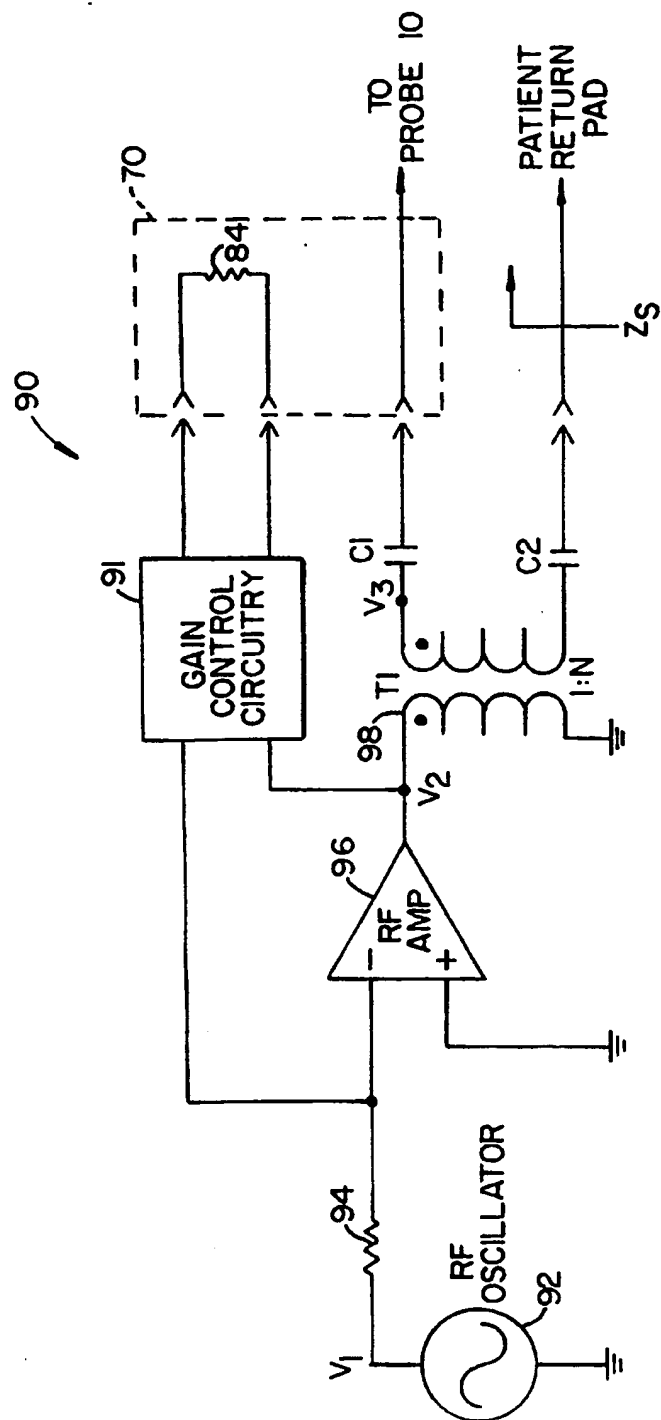 90
91
GAIN
CONTROL
CIRCUITRY
70
84
TO
PROBE 10
PATIENT
RETURN
PAD
ZS
C1
C2
V3
T1
1:N
98
V2
96
RF
AMP
−
+
94
V1
RF
OSCILLATOR
92